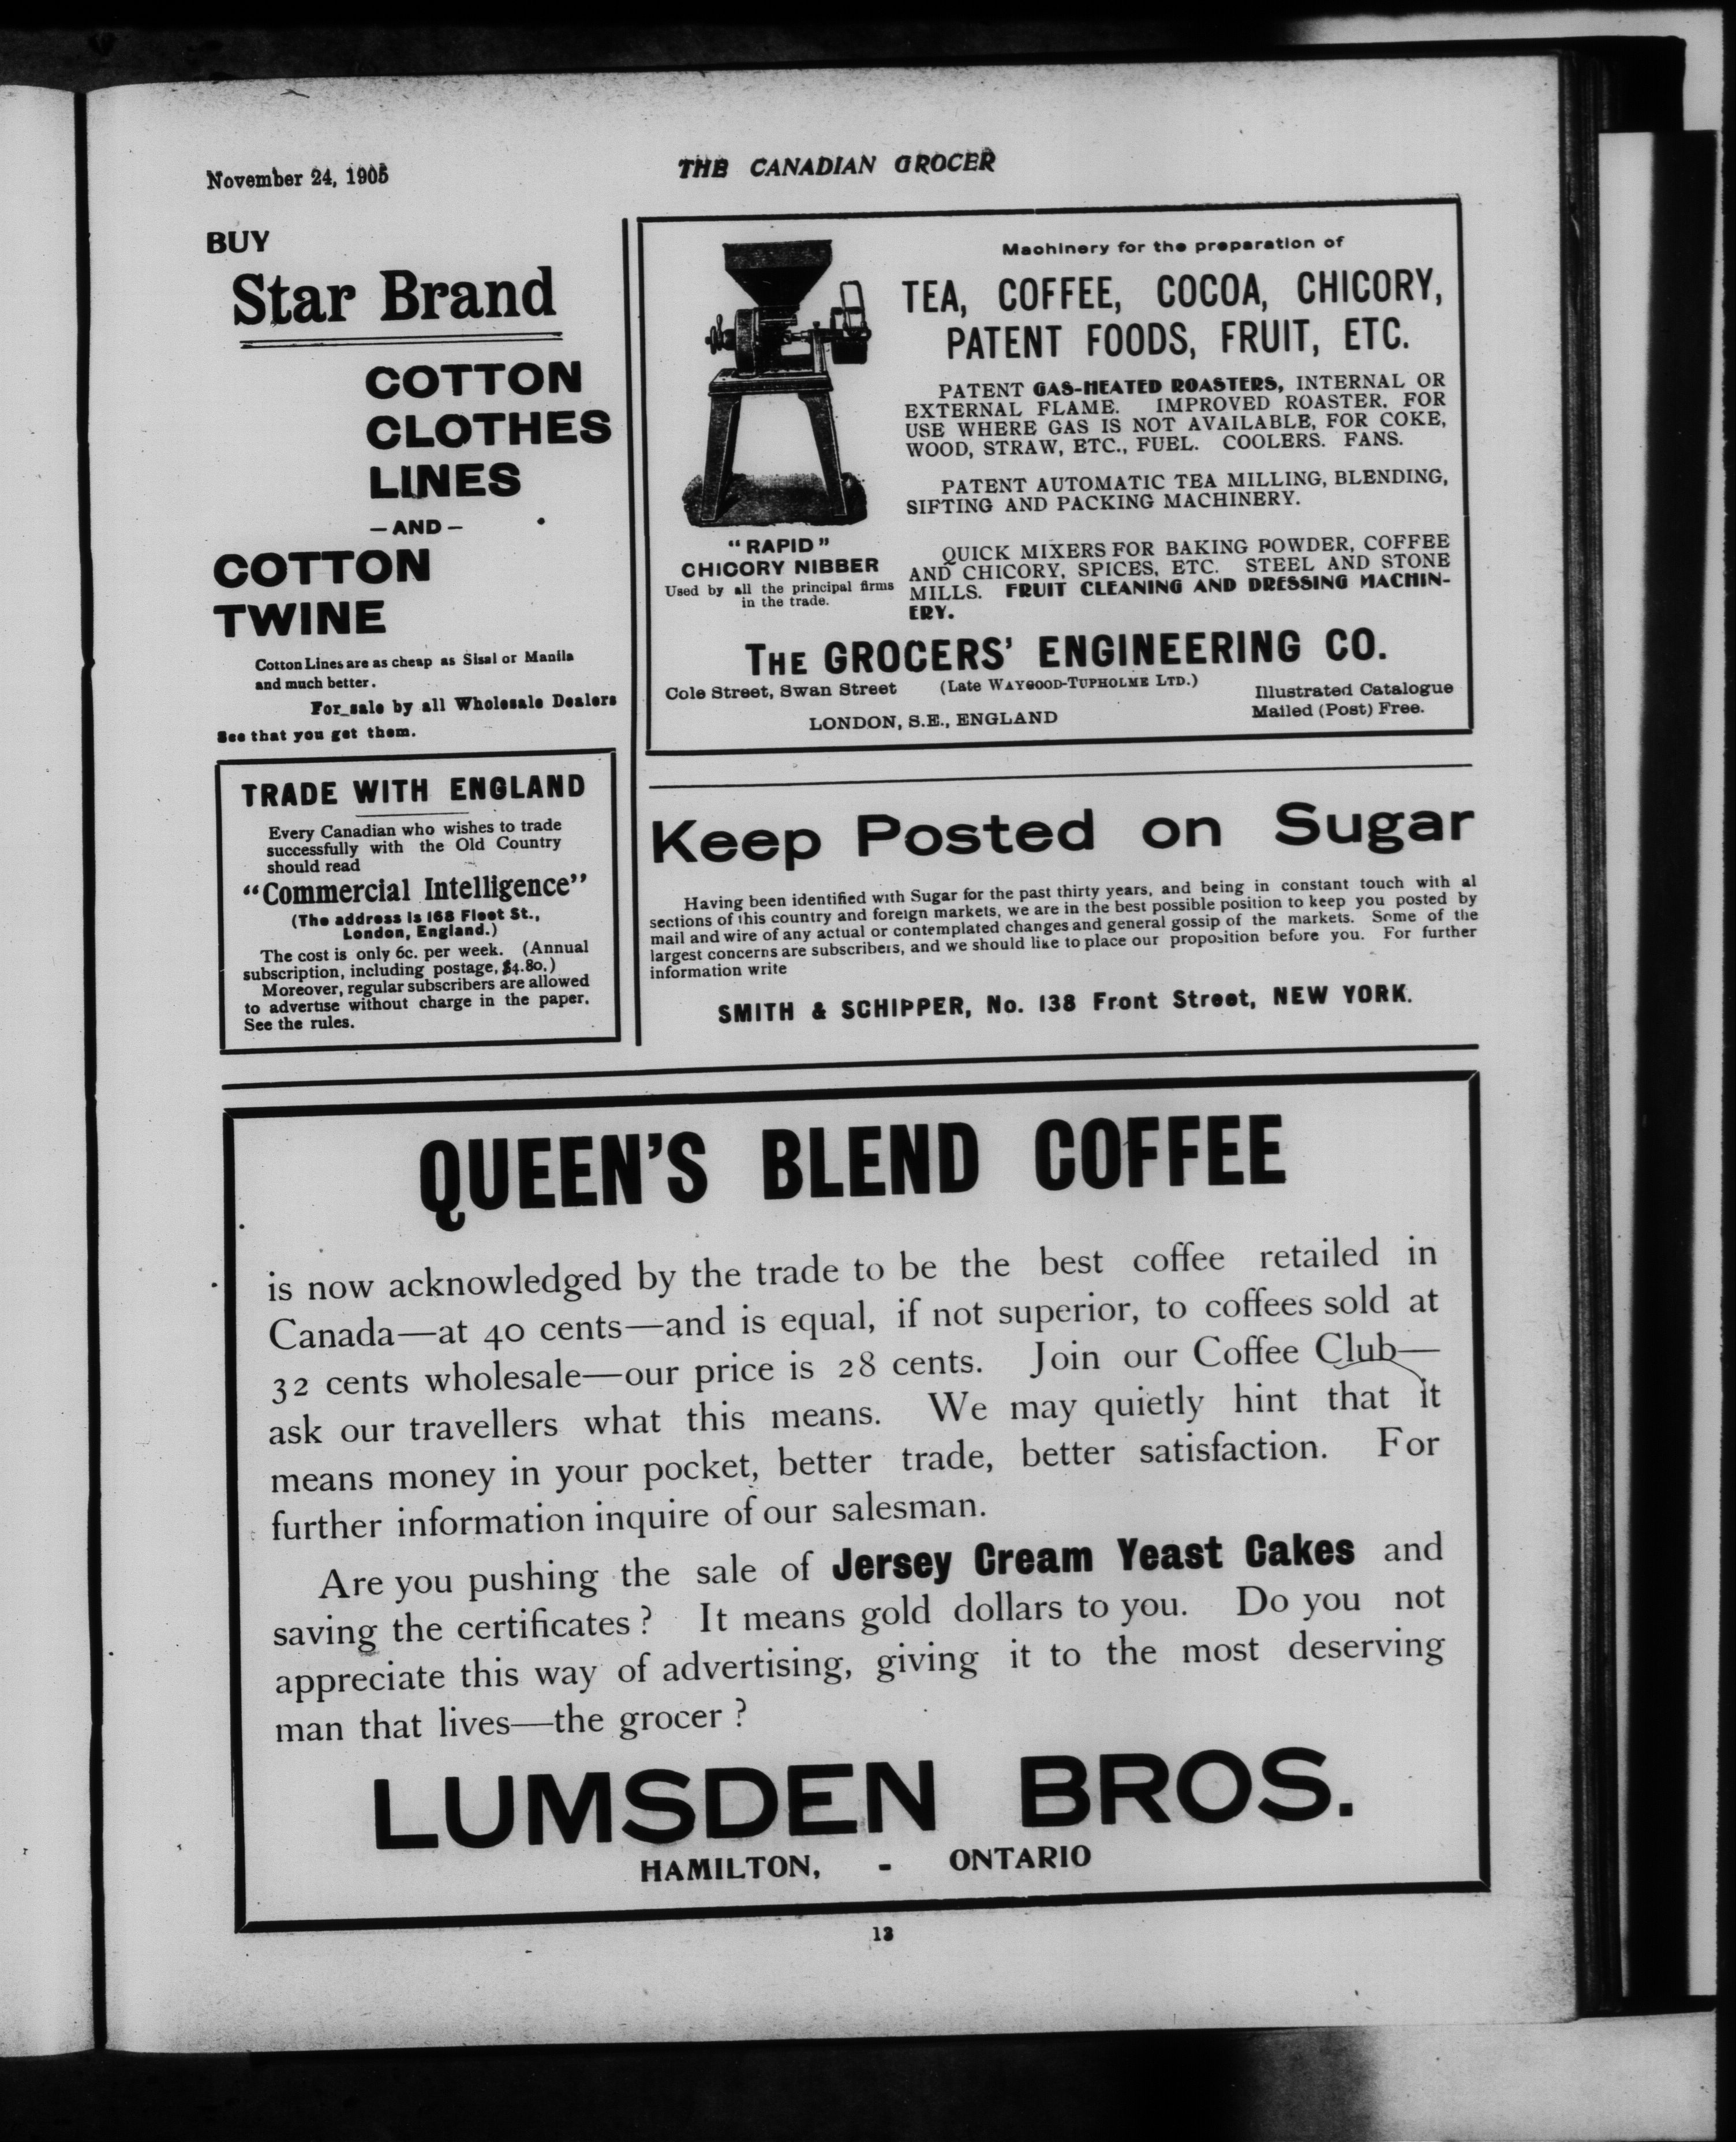 November 24, 1905
THE CANADIAN GROCER
BUY
Star Brand
COTTON
CLOTHES
LINES
—AND—
COTTON
TWINE
Cotton Lines are as cheap as Sisal or Manila
and much better.
For sale by all Wholesale Dealers
See that you get them.
TRADE WITH ENGLAND
Every Canadian who wishes to trade
successfully with the Old Country
should read
"Commercial Intelligence"
(The address is 168 Fleet St.,
London, England.)
The cost is only 6c. per week. (Annual
subscription, including postage, $4.80.)
Moreover, regular subscribers are allowed
to advertise without charge in the paper.
See the rules.
"RAPID"
CHICORY NIBBER
Used by all the principal firms
in the trade.
Machinery for the preparation of
TEA, COFFEE, COCOA, CHICORY,
PATENT FOODS, FRUIT, ETC.
PATENT GAS-HEATED ROASTERS, INTERNAL OR
EXTERNAL FLAME. IMPROVED ROASTER. FOR
USE WHERE GAS IS NOT AVAILABLE, FOR COKE,
WOOD, STRAW, ETC., FUEL. COOLERS. FANS.
PATENT AUTOMATIC TEA MILLING, BLENDING,
SIFTING AND PACKING MACHINERY.
QUICK MIXERS FOR BAKING POWDER, COFFEE
AND CHICORY, SPICES, ETC. STEEL AND STONE
MILLS. FRUIT CLEANING AND DRESSING MACHIN-
ERY.
THE GROCERS' ENGINEERING CO.
Cole Street, Swan Street (Late WAYGOOD-TUPHOLME LTD.)
LONDON, S.E., ENGLAND
Illustrated Catalogue
Mailed (Post) Free.
Keep Posted on Sugar
Having been identified with Sugar for the past thirty years, and being in constant touch with al
sections of this country and foreign markets, we are in the best possible position to keep you posted by
mail and wire of any actual or contemplated changes and general gossip of the markets. Some of the
largest concerns are subscribers, and we should like to place our proposition before you. For further
information write
SMITH & SCHIPPER, No. 138 Front Street, NEW YORK.
QUEEN'S BLEND COFFEE
is now acknowledged by the trade to be the best coffee retailed in
Canada—at 40 cents—and is equal, if not superior, to coffees sold at
32 cents wholesale—our price is 28 cents. Join our Coffee Club—
ask our travellers what this means. We may quietly hint that it
means money in your pocket, better trade, better satisfaction. For
further information inquire of our salesman.
Are you pushing the sale of Jersey Cream Yeast Cakes and
saving the certificates? It means gold dollars to you. Do you not
appreciate this way of advertising, giving it to the most deserving
man that lives—the grocer?
LUMSDEN BROS.
HAMILTON, - ONTARIO
13